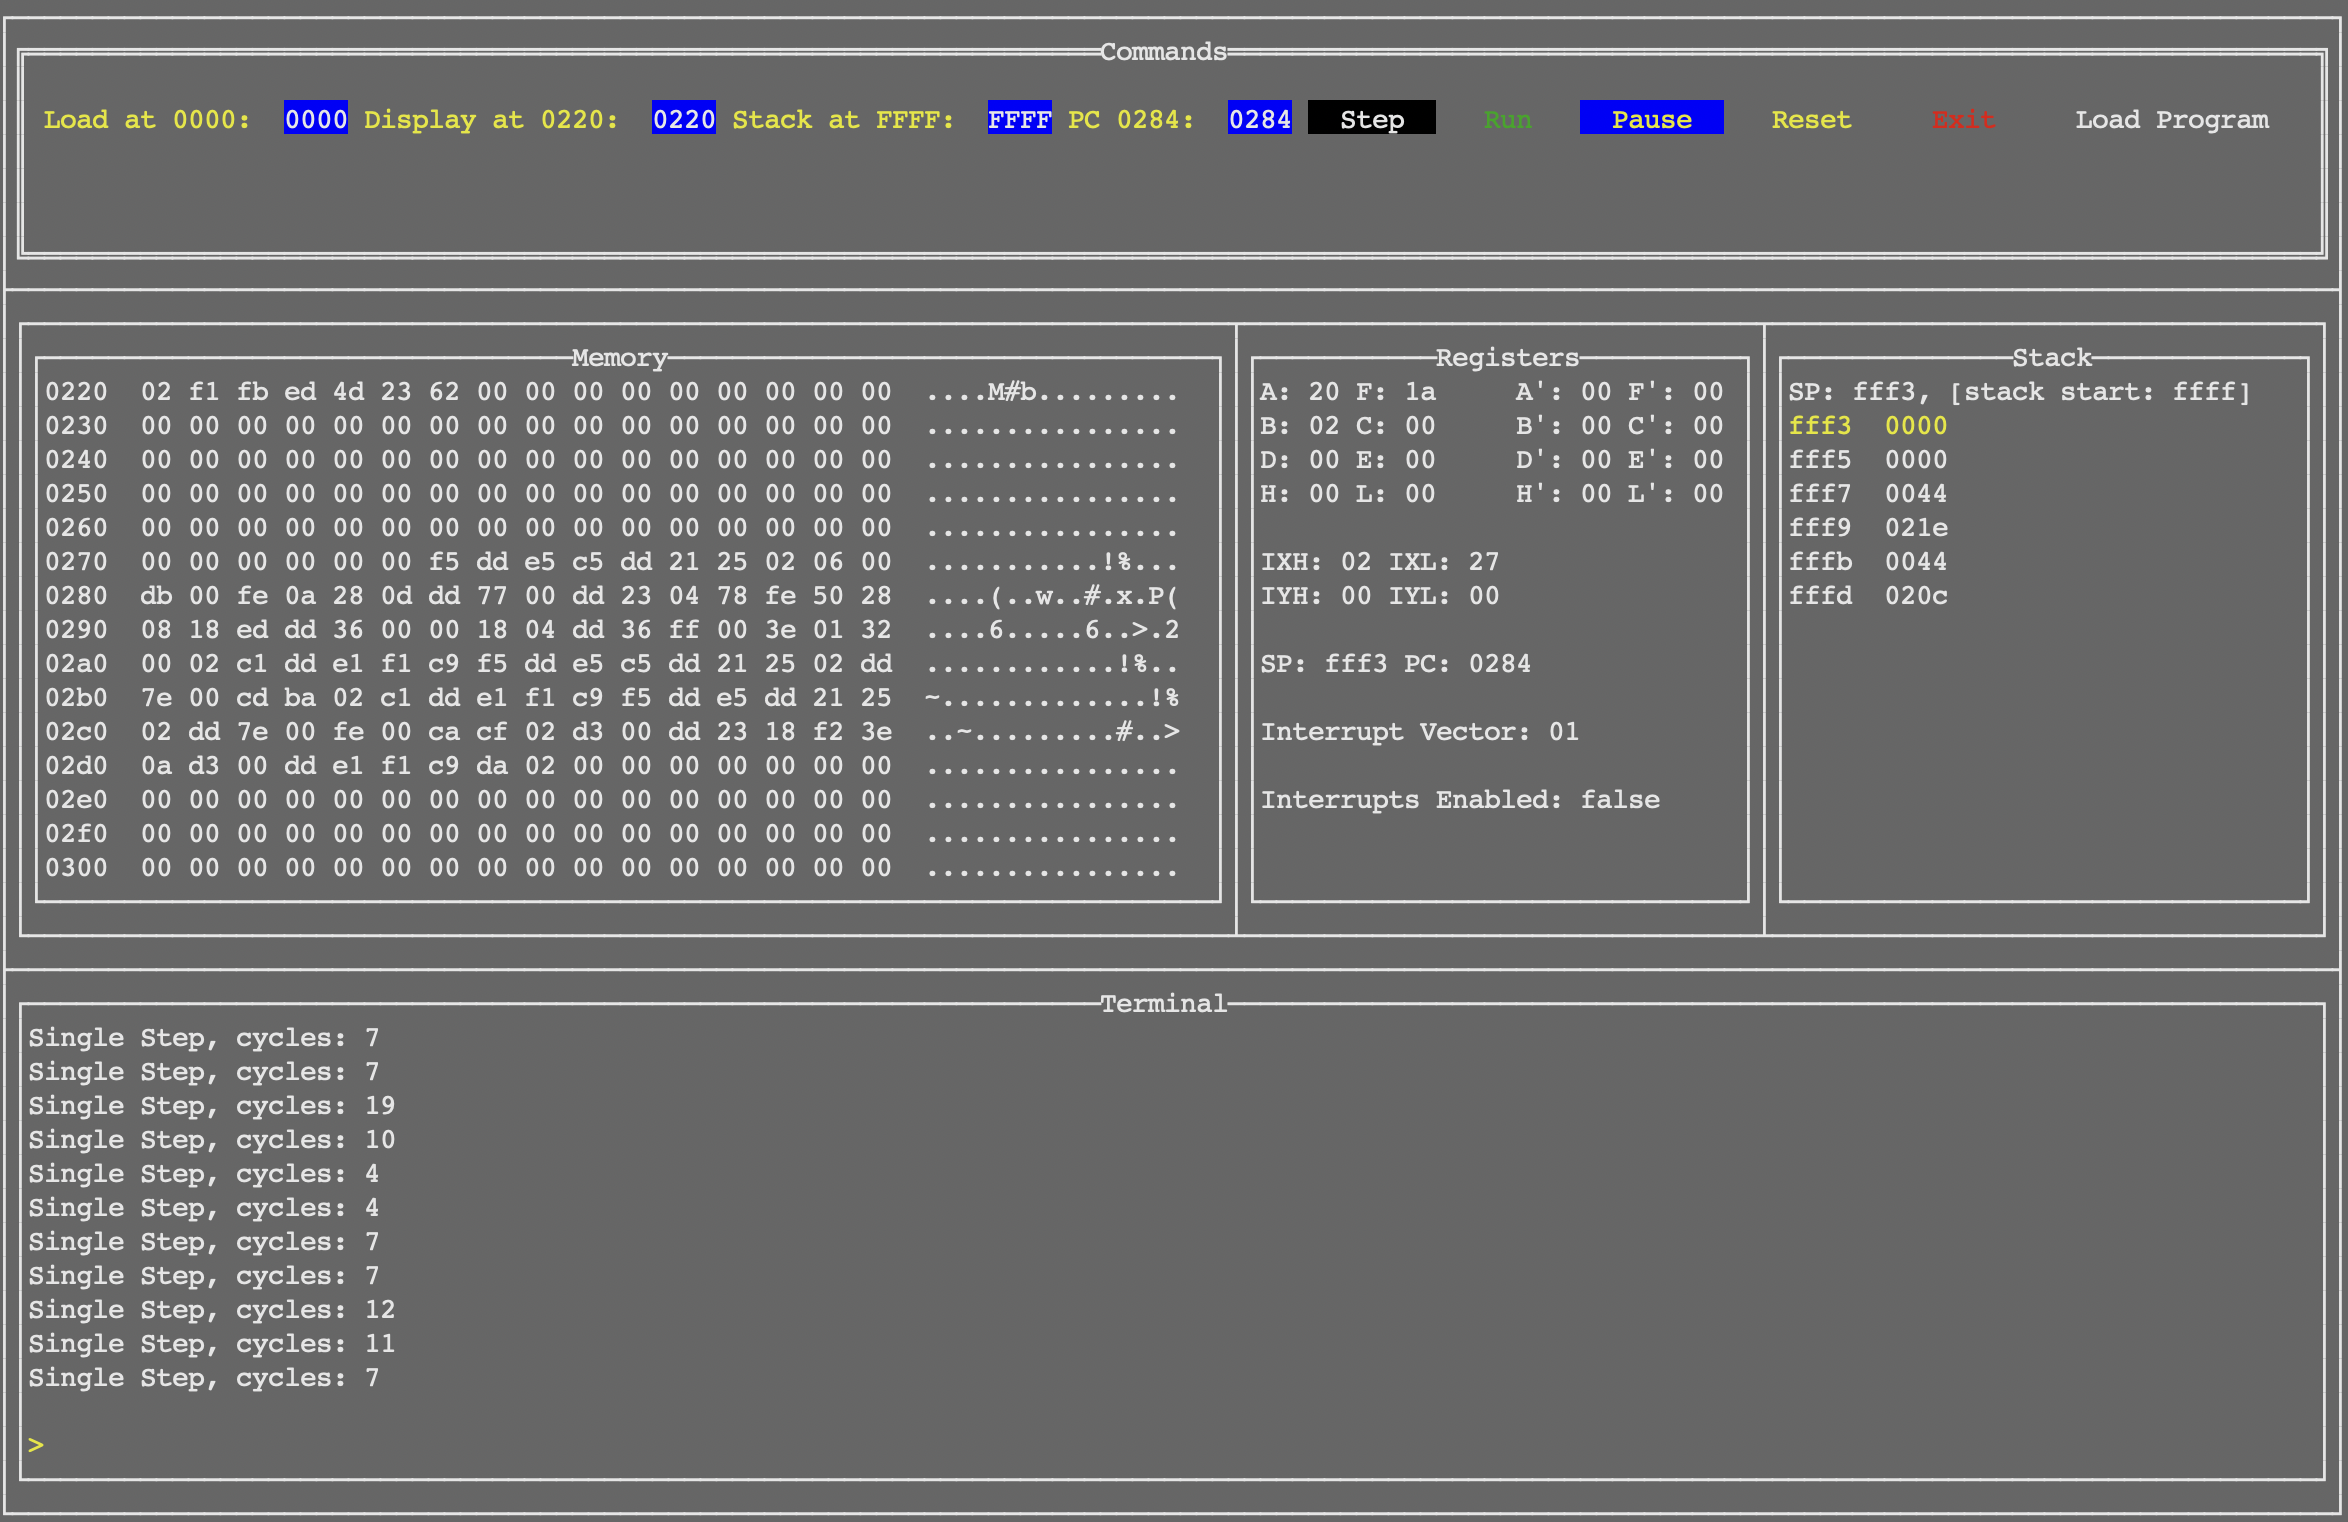 Commands
Load at 0000: 0000 Display at 0220: 0220 Stack at FFFF: FFFF PC 0284: 0284 Step Run Pause Reset Exit Load Program
Memory
0220 02 f1 fb ed 4d 23 62 00 00 00 00 00 00 00 00 00 ....M#b.........
0230 00 00 00 00 00 00 00 00 00 00 00 00 00 00 00 00 ................
0240 00 00 00 00 00 00 00 00 00 00 00 00 00 00 00 00 ................
0250 00 00 00 00 00 00 00 00 00 00 00 00 00 00 00 00 ................
0260 00 00 00 00 00 00 00 00 00 00 00 00 00 00 00 00 ................
0270 00 00 00 00 00 00 f5 dd e5 c5 dd 21 25 02 06 00 ...........!%...
0280 db 00 fe 0a 28 0d dd 77 00 dd 23 04 78 fe 50 28 ....(..w..#.x.P(
0290 08 18 ed dd 36 00 00 18 04 dd 36 ff 00 3e 01 32 ....6.....6..>.2
02a0 00 02 c1 dd e1 f1 c9 f5 dd e5 c5 dd 21 25 02 dd ............!%..
02b0 7e 00 cd ba 02 c1 dd e1 f1 c9 f5 dd e5 dd 21 25 ~.............!%
02c0 02 dd 7e 00 fe 00 ca cf 02 d3 00 dd 23 18 f2 3e ..~.........#..>
02d0 0a d3 00 dd e1 f1 c9 da 02 00 00 00 00 00 00 00 ................
02e0 00 00 00 00 00 00 00 00 00 00 00 00 00 00 00 00 ................
02f0 00 00 00 00 00 00 00 00 00 00 00 00 00 00 00 00 ................
0300 00 00 00 00 00 00 00 00 00 00 00 00 00 00 00 00 ................
Registers
A: 20 F: 1a A': 00 F': 00
B: 02 C: 00 B': 00 C': 00
D: 00 E: 00 D': 00 E': 00
H: 00 L: 00 H': 00 L': 00
IXH: 02 IXL: 27
IYH: 00 IYL: 00
SP: fff3 PC: 0284
Interrupt Vector: 01
Interrupts Enabled: false
Stack
SP: fff3, [stack start: ffff]
fff3 0000
fff5 0000
fff7 0044
fff9 021e
fffb 0044
fffd 020c
Terminal
Single Step, cycles: 7
Single Step, cycles: 7
Single Step, cycles: 19
Single Step, cycles: 10
Single Step, cycles: 4
Single Step, cycles: 4
Single Step, cycles: 7
Single Step, cycles: 7
Single Step, cycles: 12
Single Step, cycles: 11
Single Step, cycles: 7
>